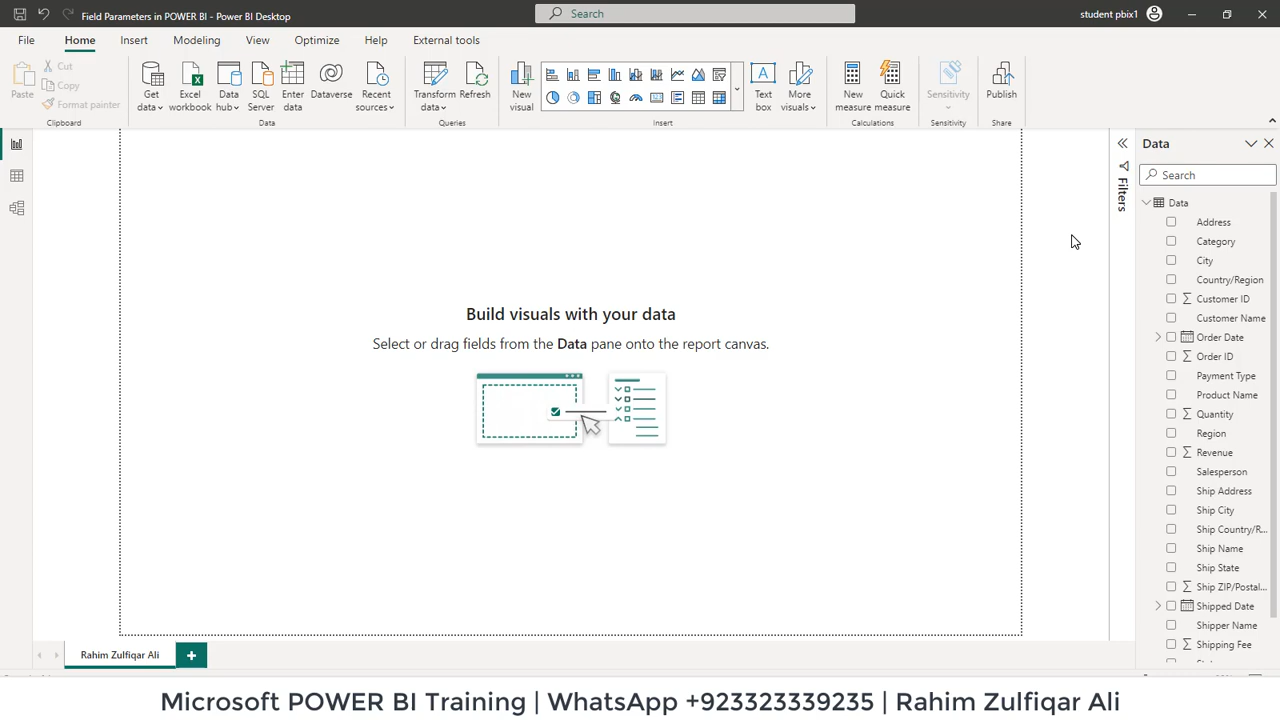 Field Parameters in POWER BI - Power BI Desktop
Search
student pbix1
File Home Insert Modeling View Optimize Help External tools
Paste
Cut
Copy
Format painter
Clipboard
Get data
Excel workbook
Data hub
SQL Server
Enter data
Dataverse
Recent sources
Data
Transform data
Refresh
Queries
New visual
Text box
More visuals
Insert
New measure
Quick measure
Calculations
Sensitivity
Sensitivity
Publish
Share
Build visuals with your data
Select or drag fields from the Data pane onto the report canvas.
Filters
Data
Search
Data
Address
Category
City
Country/Region
Customer ID
Customer Name
Order Date
Order ID
Payment Type
Product Name
Quantity
Region
Revenue
Salesperson
Ship Address
Ship City
Ship Country/R...
Ship Name
Ship State
Ship ZIP/Postal...
Shipped Date
Shipper Name
Shipping Fee
Rahim Zulfiqar Ali
Microsoft POWER BI Training | WhatsApp +923323339235 | Rahim Zulfiqar Ali